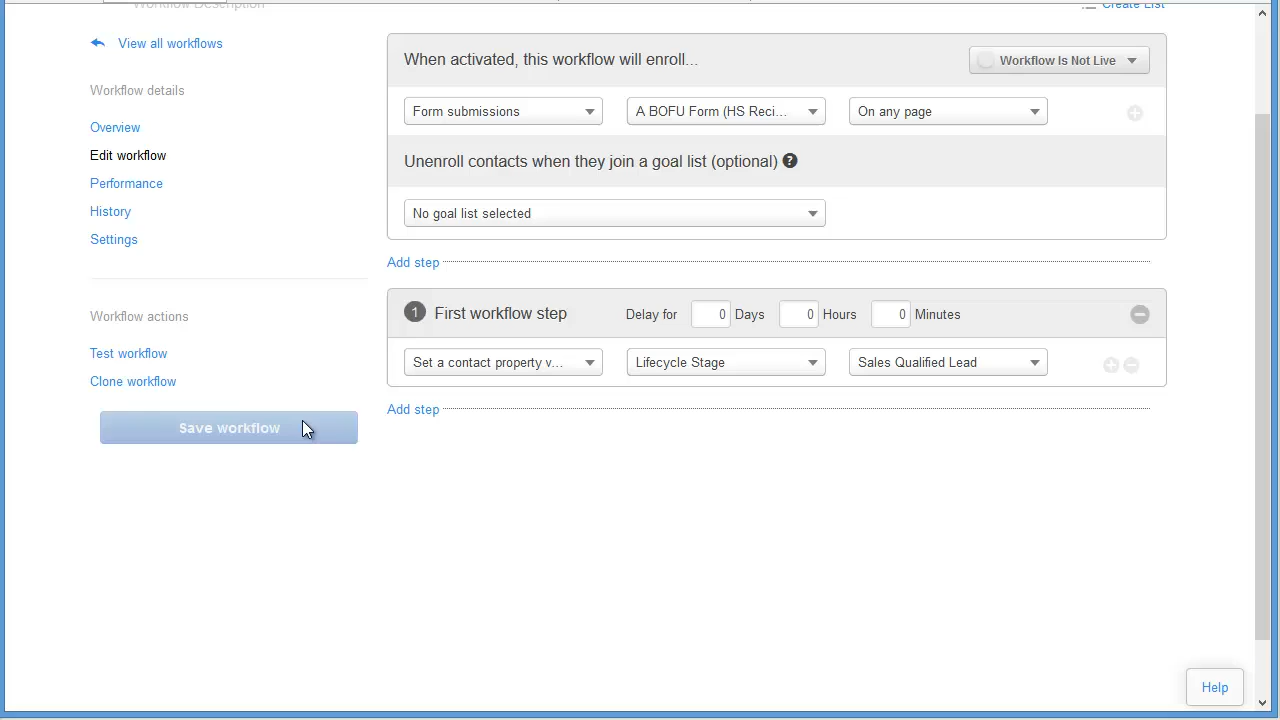 Workflow Description
Create List
View all workflows
Workflow details
Overview
Edit workflow
Performance
History
Settings
Workflow actions
Test workflow
Clone workflow
Save workflow
When activated, this workflow will enroll...
Workflow Is Not Live
Form submissions
A BOFU Form (HS Reci...
On any page
Unenroll contacts when they join a goal list (optional) ?
No goal list selected
Add step
1 First workflow step Delay for 0 Days 0 Hours 0 Minutes
Set a contact property v...
Lifecycle Stage
Sales Qualified Lead
Add step
Help